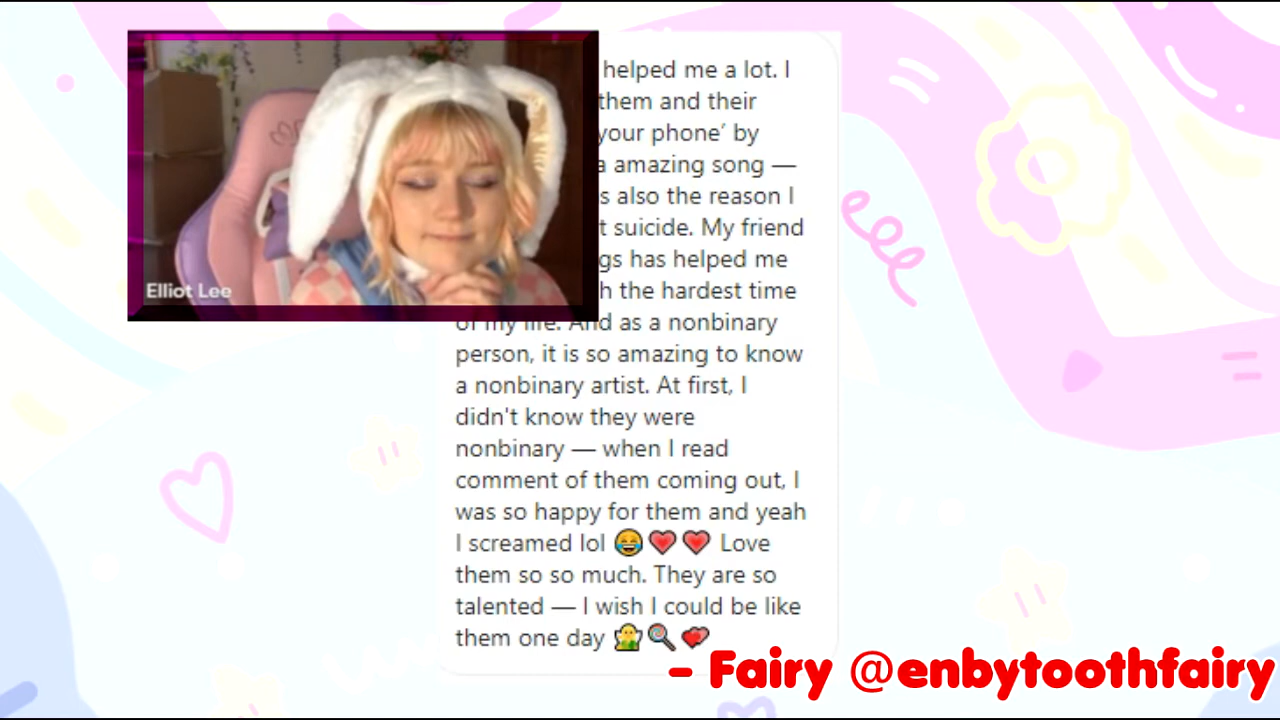 helped me a lot. I
them and their
your phone’ by
a amazing song —
s also the reason I
t suicide. My friend
gs has helped me
h the hardest time
of my life. And as a nonbinary
person, it is so amazing to know
a nonbinary artist. At first, I
didn't know they were
nonbinary — when I read
comment of them coming out, I
was so happy for them and yeah
I screamed lol 😂❤️❤️ Love
them so so much. They are so
talented — I wish I could be like
them one day 🧚🍭💕
Elliot Lee
- Fairy @enbytoothfairy